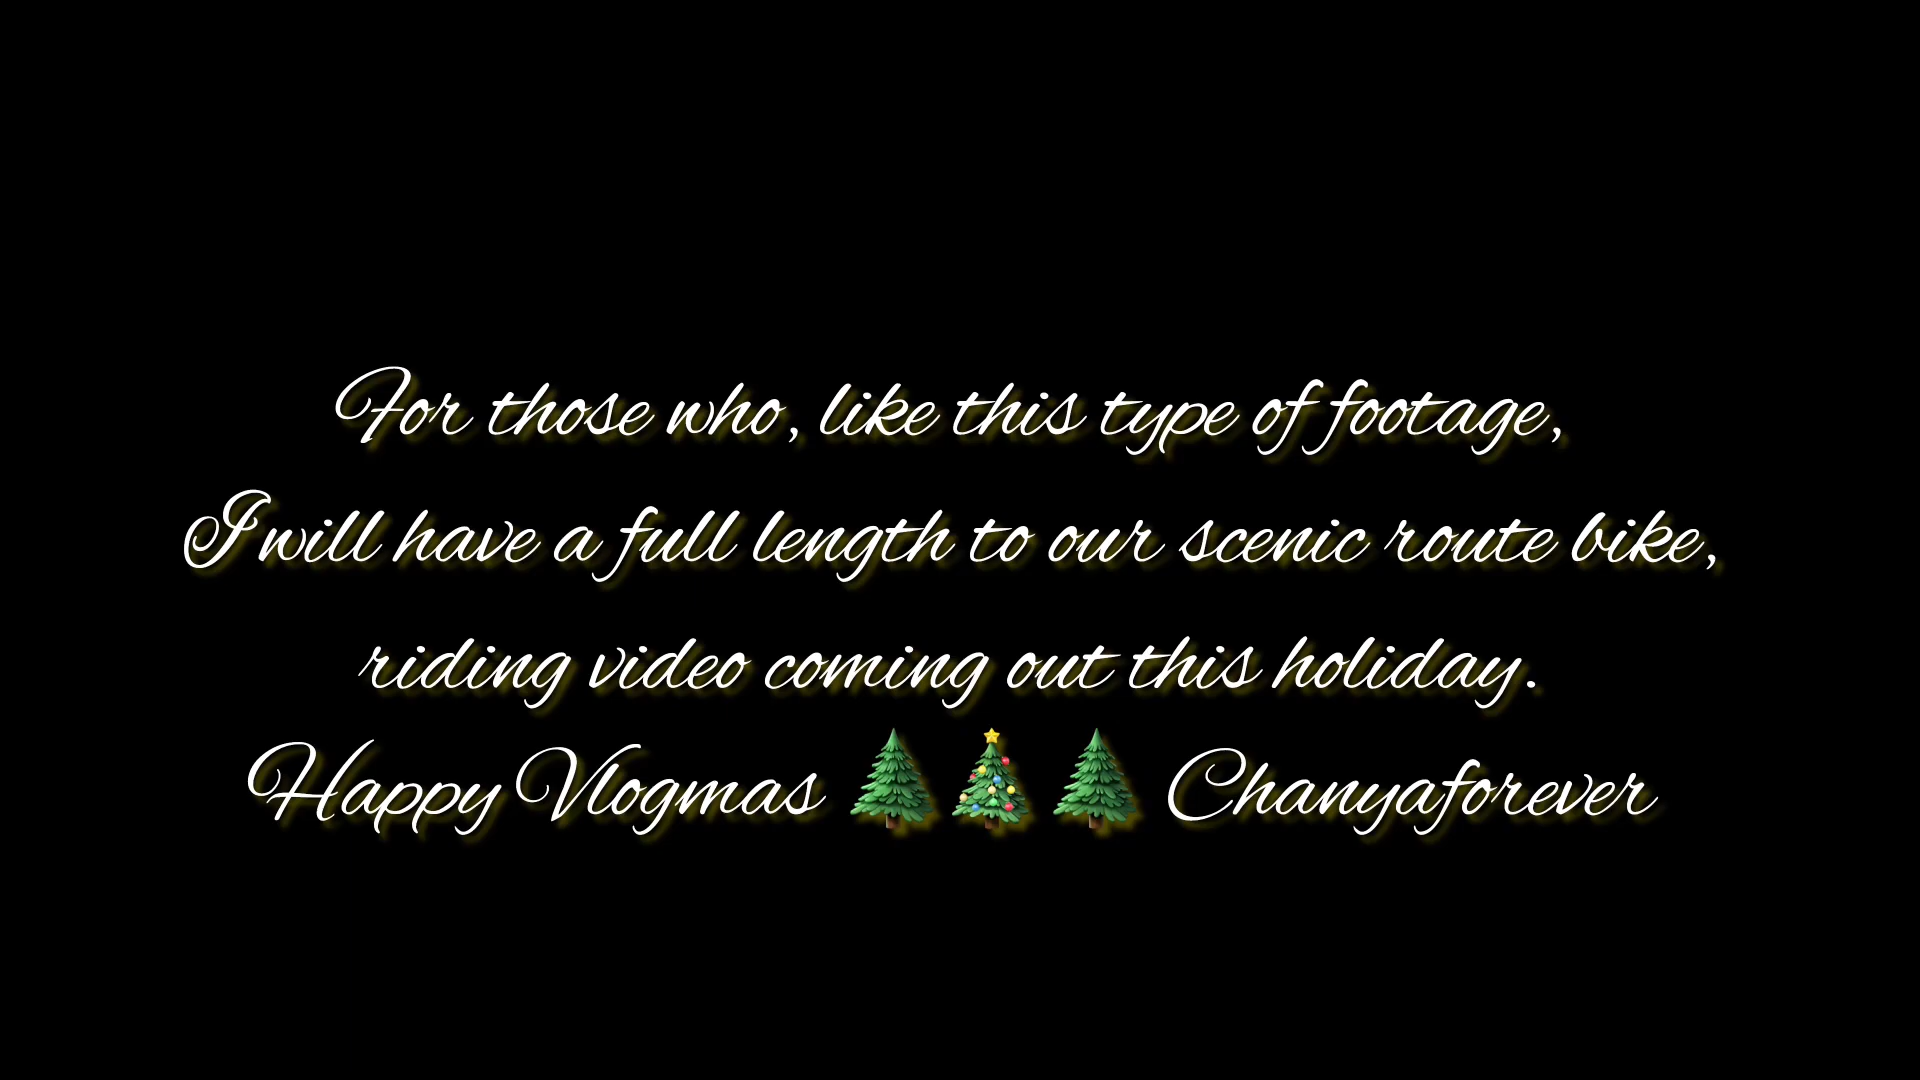 For those who, like this type of footage,
I will have a full length to our scenic route bike,
riding video coming out this holiday.
Happy Vlogmas 🌲🎄🌲 Chanyaforever